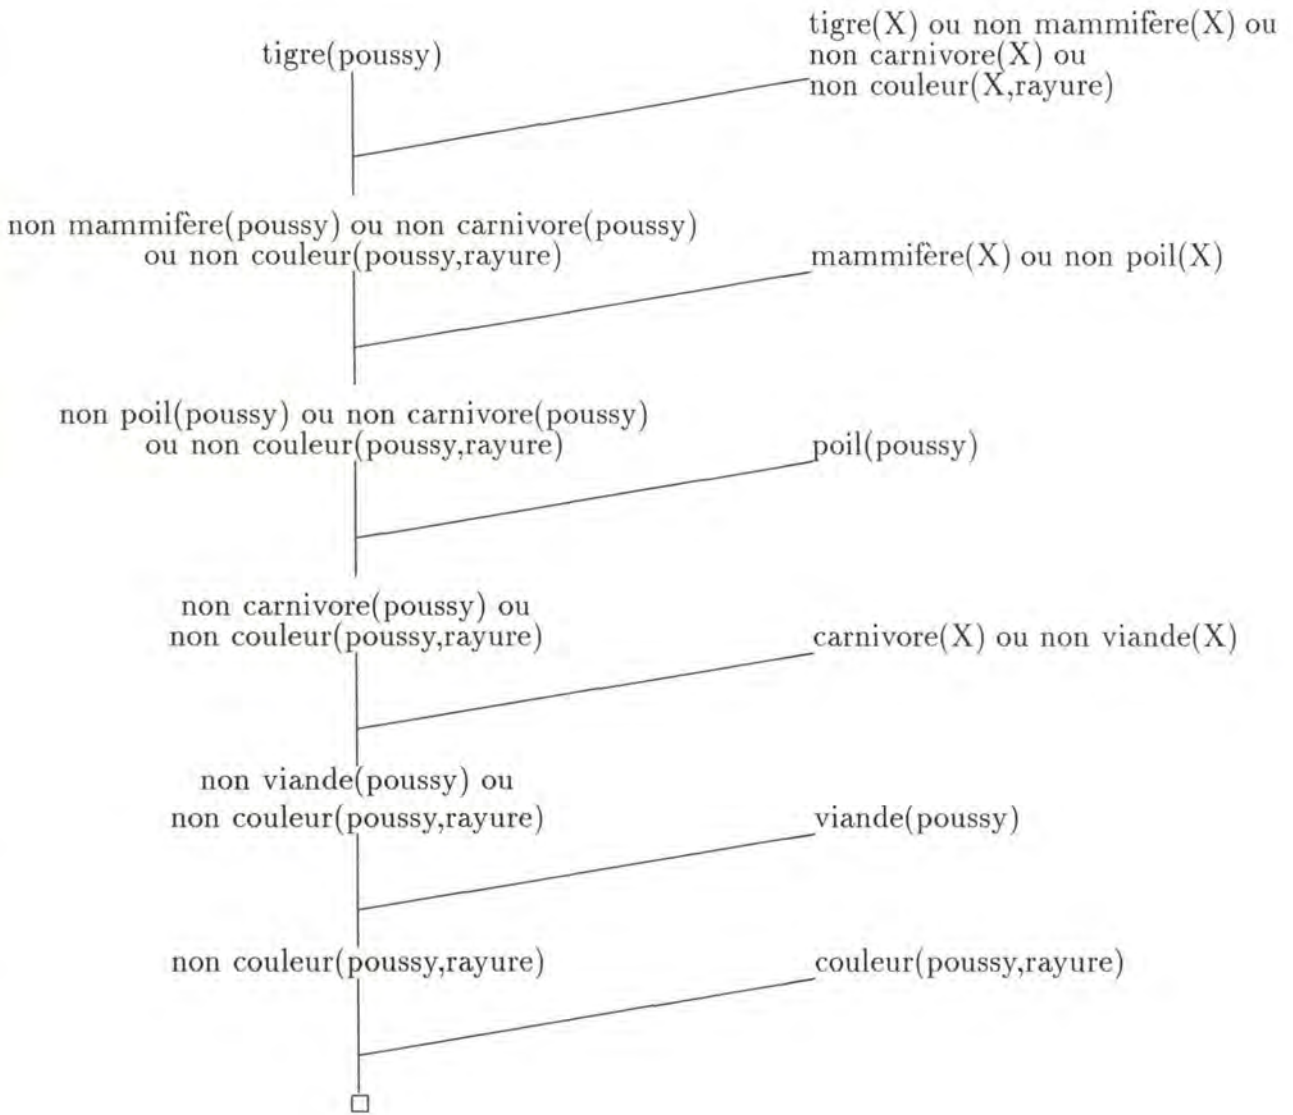 tigre(poussy)
tigre(X) ou non mammifère(X) ou
non carnivore(X) ou
non couleur(X,rayure)
non mammifère(poussy) ou non carnivore(poussy)
ou non couleur(poussy,rayure)
mammifère(X) ou non poil(X)
non poil(poussy) ou non carnivore(poussy)
ou non couleur(poussy,rayure)
poil(poussy)
non carnivore(poussy) ou
non couleur(poussy,rayure)
carnivore(X) ou non viande(X)
non viande(poussy) ou
non couleur(poussy,rayure)
viande(poussy)
non couleur(poussy,rayure)
couleur(poussy,rayure)